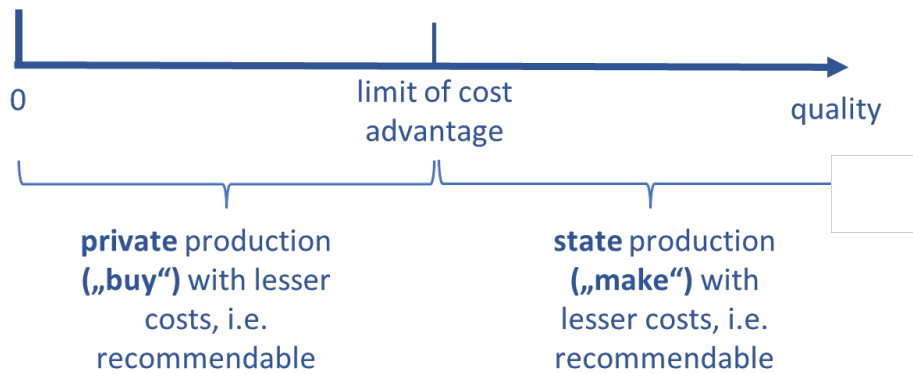 0
limit of cost
advantage
quality
private production
(„buy“) with lesser
costs, i.e.
recommendable
state production
(„make“) with
lesser costs, i.e.
recommendable